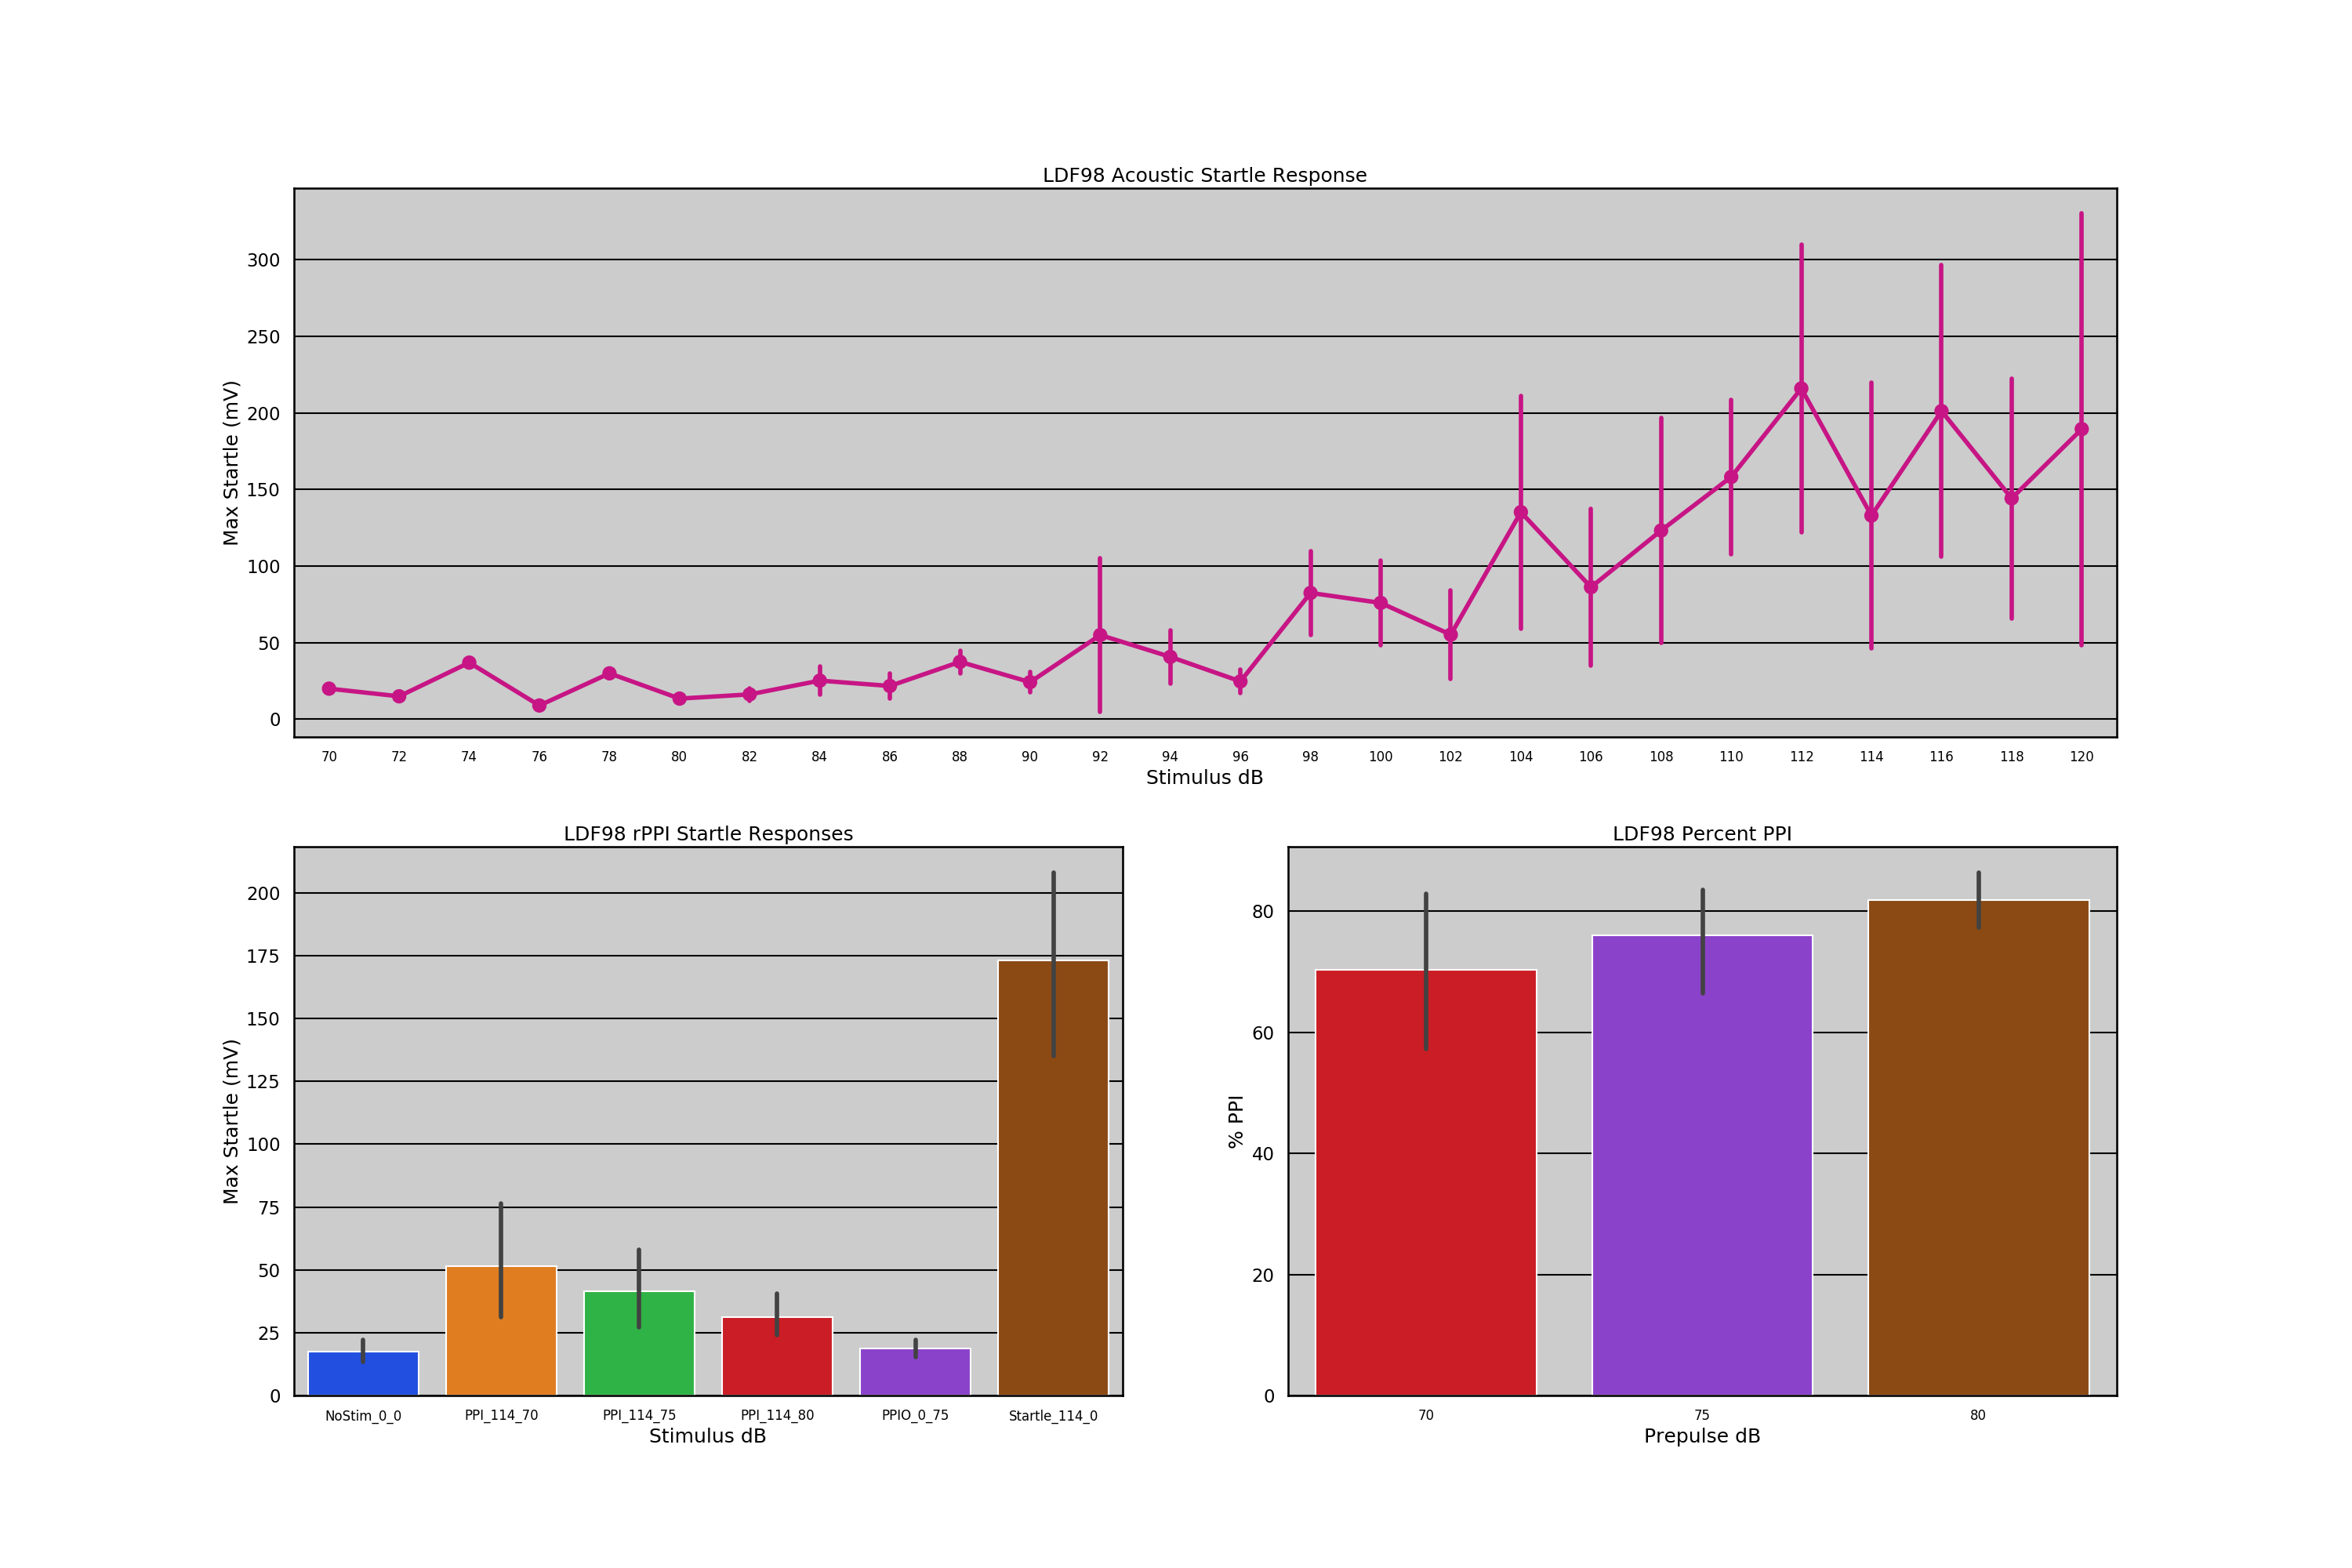 LDF98 Acoustic Startle Response
Max Startle (mV)
300
250
200
150
100
50
0
70 72 74 76 78 80 82 84 86 88 90 92 94 96 98 100 102 104 106 108 110 112 114 116 118 120
Stimulus dB
LDF98 rPPI Startle Responses
Max Startle (mV)
200
175
150
125
100
75
50
25
0
NoStim_0_0 PPI_114_70 PPI_114_75 PPI_114_80 PPIO_0_75 Startle_114_0
Stimulus dB
LDF98 Percent PPI
% PPI
80
60
40
20
0
70 75 80
Prepulse dB